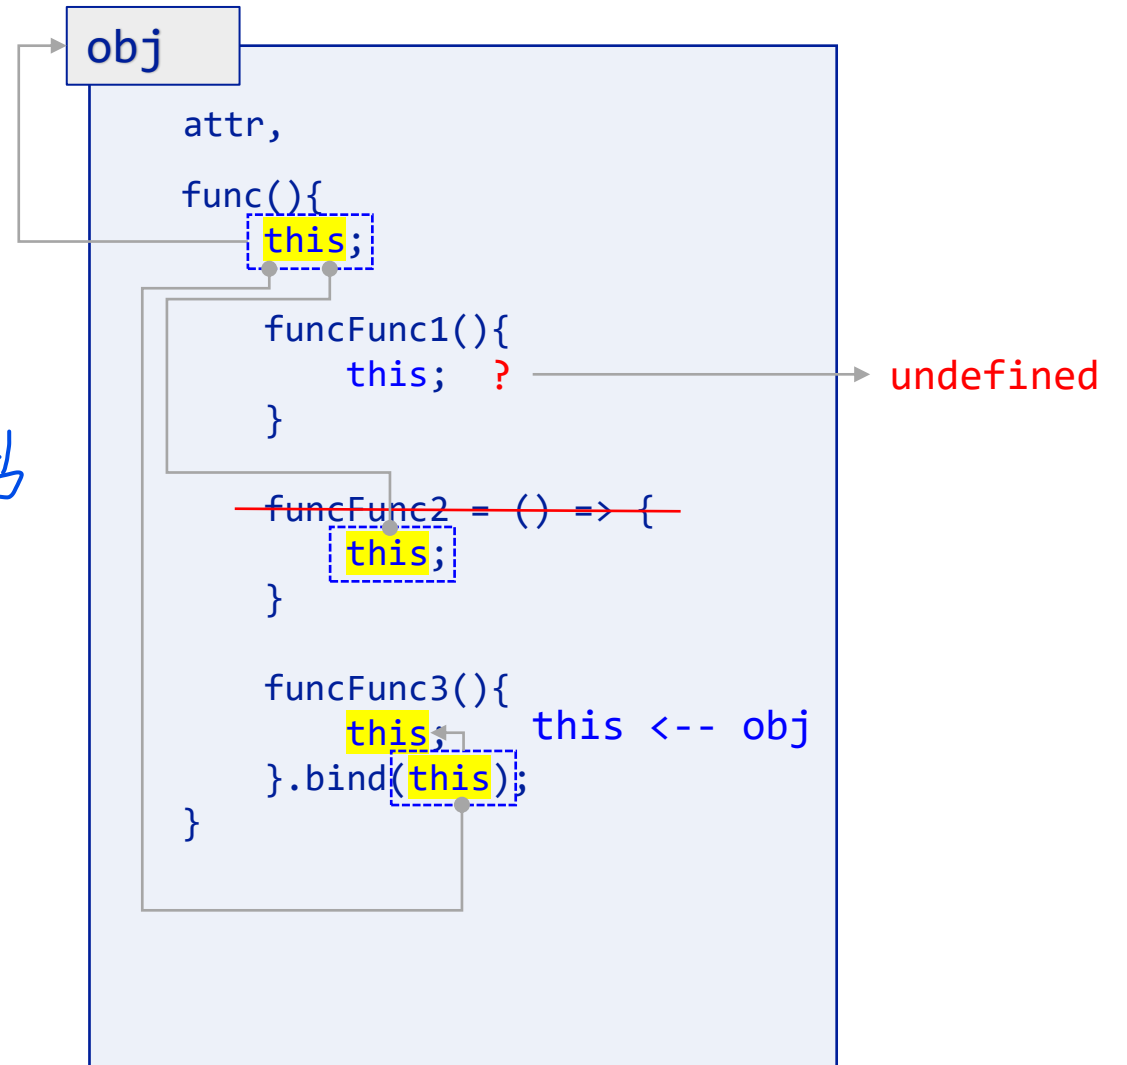 obj
attr,
func(){
this;
funcFunc1(){
this; ?
undefined
}
funcFunc2 = () => {
this;
}
funcFunc3(){
this;
this <-- obj
}.bind(this);
}